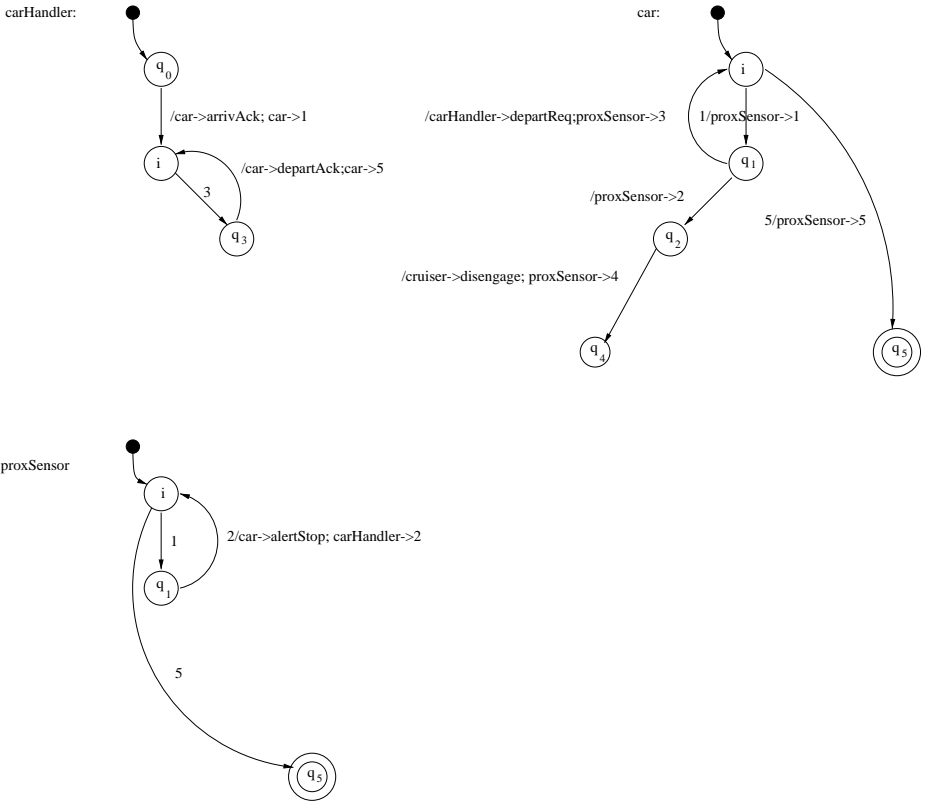 carHandler:
q0
/car->arrivAck; car->1
i
/car->departAck;car->5
3
q3
car:
i
/carHandler->departReq;proxSensor->3
1/proxSensor->1
q1
/proxSensor->2
5/proxSensor->5
q2
/cruiser->disengage; proxSensor->4
q4
q5
proxSensor
i
2/car->alertStop; carHandler->2
1
q1
5
q5